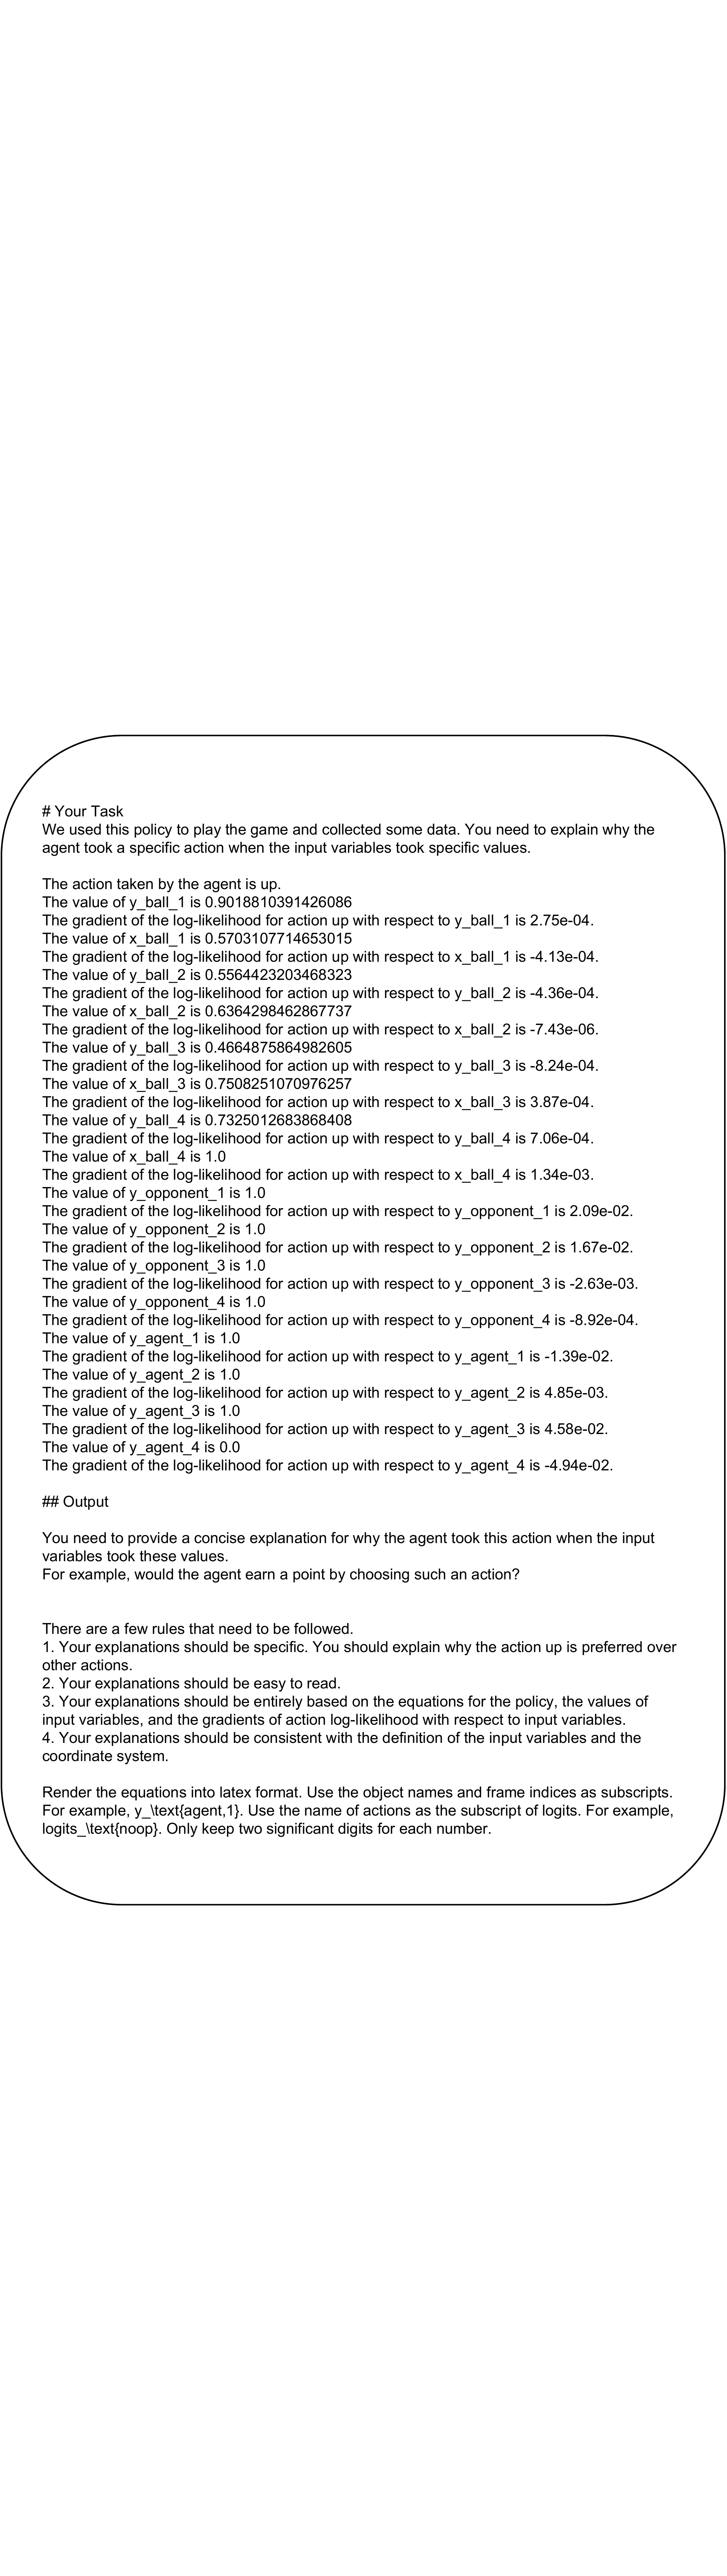 # Your Task
We used this policy to play the game and collected some data. You need to explain why the
agent took a specific action when the input variables took specific values.
The action taken by the agent is up.
The value of y_ball_1 is 0.9018810391426086
The gradient of the log-likelihood for action up with respect to y_ball_1 is 2.75e-04.
The value of x_ball_1 is 0.5703107714653015
The gradient of the log-likelihood for action up with respect to x_ball_1 is -4.13e-04.
The value of y_ball_2 is 0.5564423203468323
The gradient of the log-likelihood for action up with respect to y_ball_2 is -4.36e-04.
The value of x_ball_2 is 0.6364298462867737
The gradient of the log-likelihood for action up with respect to x_ball_2 is -7.43e-06.
The value of y_ball_3 is 0.4664875864982605
The gradient of the log-likelihood for action up with respect to y_ball_3 is -8.24e-04.
The value of x_ball_3 is 0.7508251070976257
The gradient of the log-likelihood for action up with respect to x_ball_3 is 3.87e-04.
The value of y_ball_4 is 0.7325012683868408
The gradient of the log-likelihood for action up with respect to y_ball_4 is 7.06e-04.
The value of x_ball_4 is 1.0
The gradient of the log-likelihood for action up with respect to x_ball_4 is 1.34e-03.
The value of y_opponent_1 is 1.0
The gradient of the log-likelihood for action up with respect to y_opponent_1 is 2.09e-02.
The value of y_opponent_2 is 1.0
The gradient of the log-likelihood for action up with respect to y_opponent_2 is 1.67e-02.
The value of y_opponent_3 is 1.0
The gradient of the log-likelihood for action up with respect to y_opponent_3 is -2.63e-03.
The value of y_opponent_4 is 1.0
The gradient of the log-likelihood for action up with respect to y_opponent_4 is -8.92e-04.
The value of y_agent_1 is 1.0
The gradient of the log-likelihood for action up with respect to y_agent_1 is -1.39e-02.
The value of y_agent_2 is 1.0
The gradient of the log-likelihood for action up with respect to y_agent_2 is 4.85e-03.
The value of y_agent_3 is 1.0
The gradient of the log-likelihood for action up with respect to y_agent_3 is 4.58e-02.
The value of y_agent_4 is 0.0
The gradient of the log-likelihood for action up with respect to y_agent_4 is -4.94e-02.
## Output
You need to provide a concise explanation for why the agent took this action when the input
variables took these values.
For example, would the agent earn a point by choosing such an action?
There are a few rules that need to be followed.
1. Your explanations should be specific. You should explain why the action up is preferred over
other actions.
2. Your explanations should be easy to read.
3. Your explanations should be entirely based on the equations for the policy, the values of
input variables, and the gradients of action log-likelihood with respect to input variables.
4. Your explanations should be consistent with the definition of the input variables and the
coordinate system.
Render the equations into latex format. Use the object names and frame indices as subscripts.
For example, y_\text{agent,1}. Use the name of actions as the subscript of logits. For example,
logits_\text{noop}. Only keep two significant digits for each number.